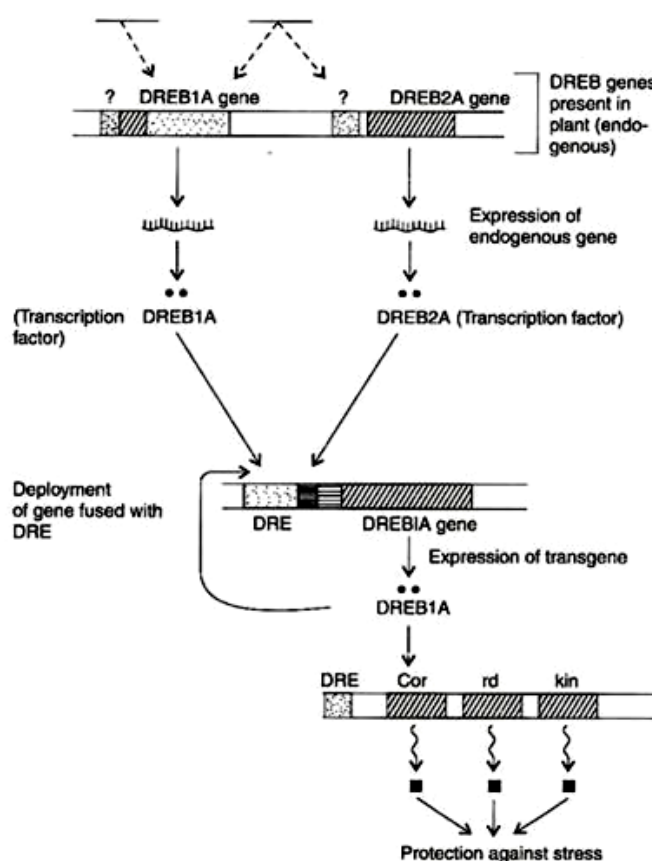 ? DREB1A gene ? DREB2A gene
DREB genes
present in
plant (endo-
genous)
Expression of
endogenous gene
(Transcription
factor)
DREB1A
DREB2A (Transcription factor)
Deployment
of gene fused with
DRE
DRE DREBIA gene
Expression of transgene
DREB1A
DRE Cor rd kin
Protection against stress